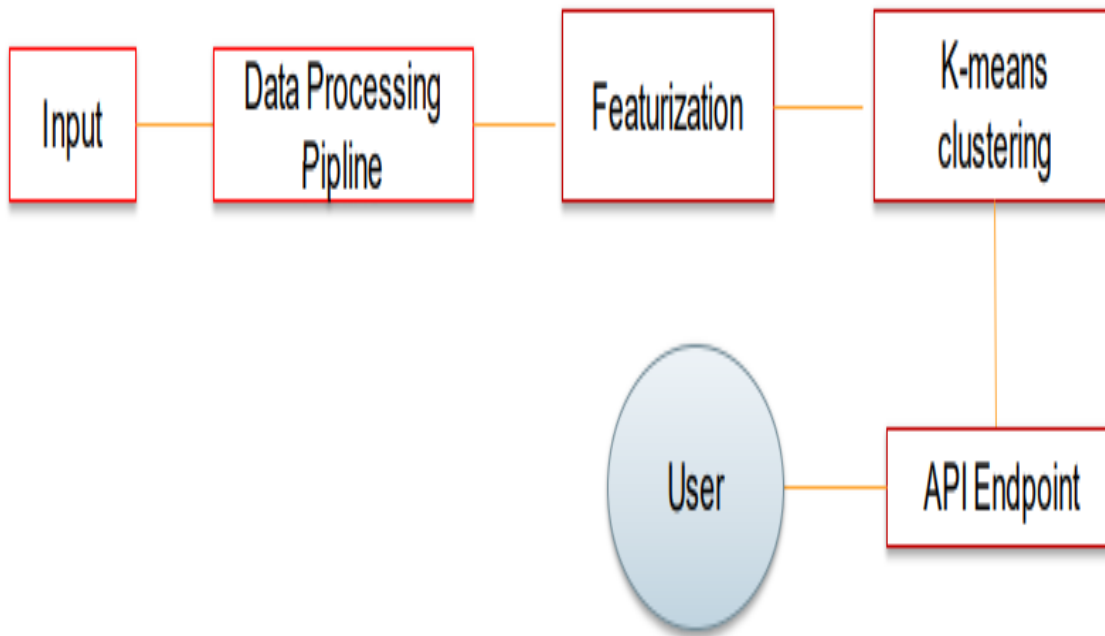 Input
Data Processing
Pipline
Featurization
K-means
clustering
User
API Endpoint